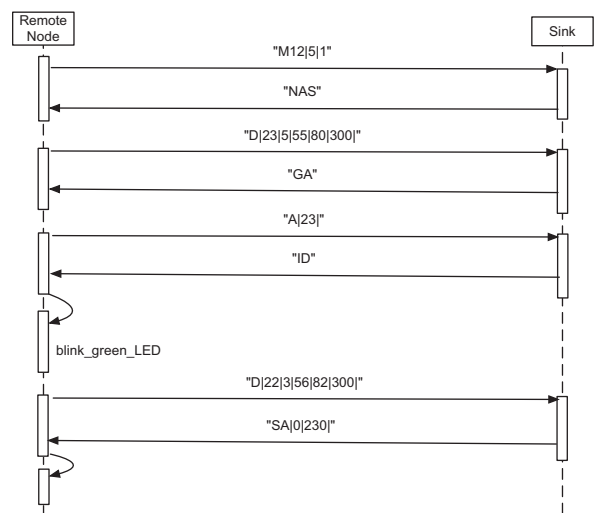 Remote
Node
Sink
"M12|5|1"
"NAS"
"D|23|5|55|80|300|"
"GA"
"A|23|"
"ID"
blink_green_LED
"D|22|3|56|82|300|"
"SA|0|230|"